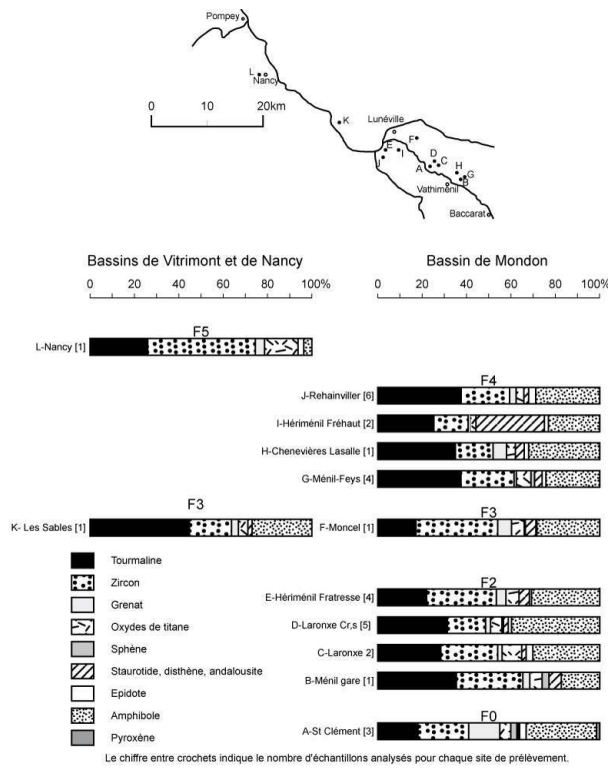 Pompey
L
Nancy
0 10 20km
K
Lunéville
F
E
I
J
D
C
A
H
G
B
Vathiménil
Baccarat
Bassins de Vitrimont et de Nancy
0 20 40 60 80 100%
Bassin de Mondon
0 20 40 60 80 100%
F5
L-Nancy [1]
F4
J-Rehainviller [6]
I-Hériménil Fréhaut [2]
H-Chenevières Lasalle [1]
G-Ménil-Feys [4]
F3
K- Les Sables [1]
F3
F-Moncel [1]
F2
E-Hériménil Fratresse [4]
D-Laronxe Cr,s [5]
C-Laronxe 2]
B-Ménil gare [1]
F0
A-St Clément [3]
Tourmaline
Zircon
Grenat
Oxydes de titane
Sphène
Staurotide, disthène, andalousite
Epidote
Amphibole
Pyroxène
Le chiffre entre crochets indique le nombre d'échantillons analysés pour chaque site de prélèvement.